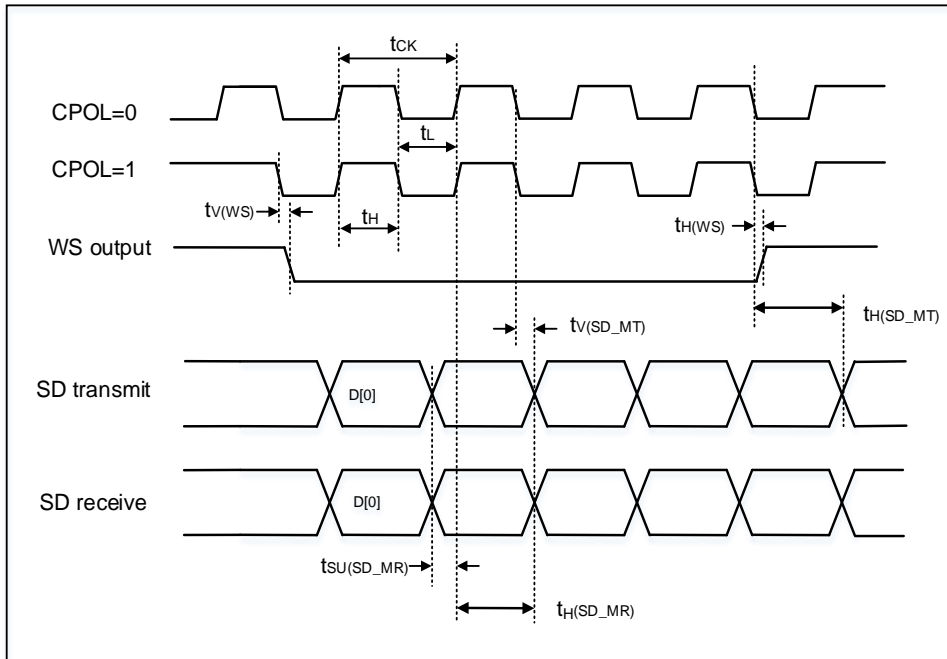 tCK
CPOL=0
tL
CPOL=1
tV(WS)
tH
tH(WS)
WS output
tV(SD_MT)
tH(SD_MT)
SD transmit
D[0]
SD receive
D[0]
tSU(SD_MR)
tH(SD_MR)